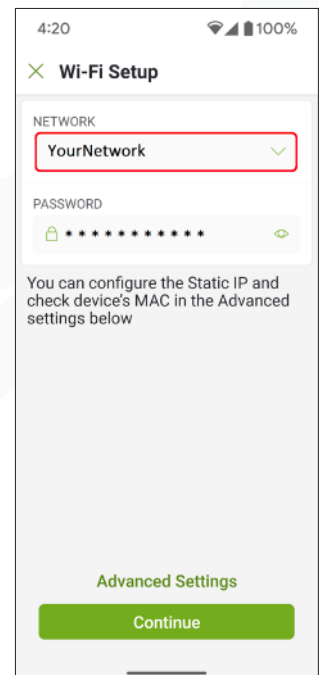 4:20 100%
Wi-Fi Setup
NETWORK
YourNetwork
PASSWORD
***********
You can configure the Static IP and
check device's MAC in the Advanced
settings below
Advanced Settings
Continue